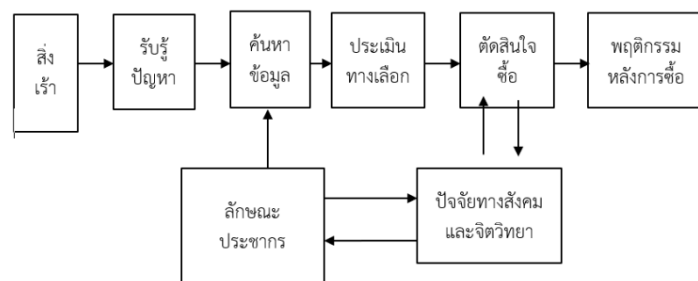 สิ่ง
เร้า
รับรู้
ปัญหา
ค้นหา
ข้อมูล
ประเมิน
ทางเลือก
ตัดสินใจ
ซื้อ
พฤติกรรม
หลังการซื้อ
ลักษณะ
ประชากร
ปัจจัยทางสังคม
และจิตวิทยา